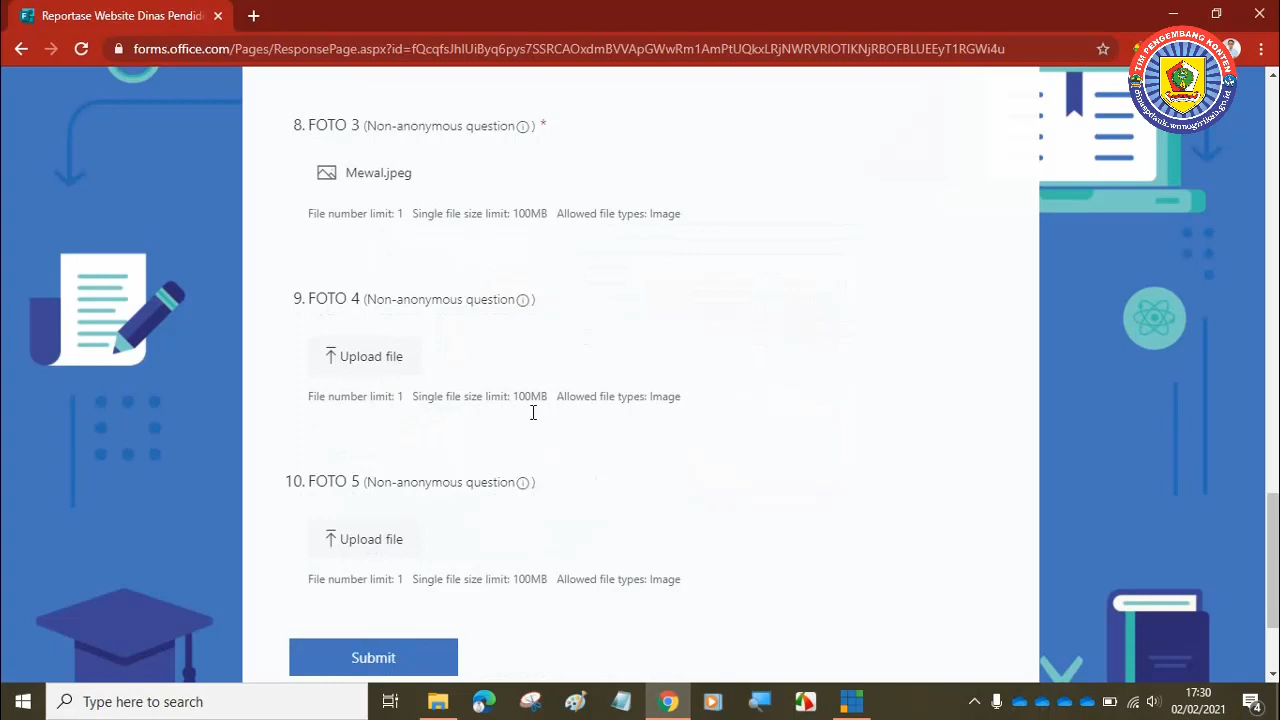 Reportase Website Dinas Pendidi
forms.office.com/Pages/ResponsePage.aspx?id=fQcqfsJhlUiByq6pys7SSRCAOxdmBVVApGWwRm1AmPtUQkxLRjNWRVRIOTlKNjRBOFBLUEEyT1RGWi4u
TIM PENGEMBANG KONTEN
8. FOTO 3 (Non-anonymous question) *
Mewal.jpeg
File number limit: 1 Single file size limit: 100MB Allowed file types: Image
9. FOTO 4 (Non-anonymous question)
Upload file
File number limit: 1 Single file size limit: 100MB Allowed file types: Image
10. FOTO 5 (Non-anonymous question)
Upload file
File number limit: 1 Single file size limit: 100MB Allowed file types: Image
Submit
Type here to search
17:30
02/02/2021
4